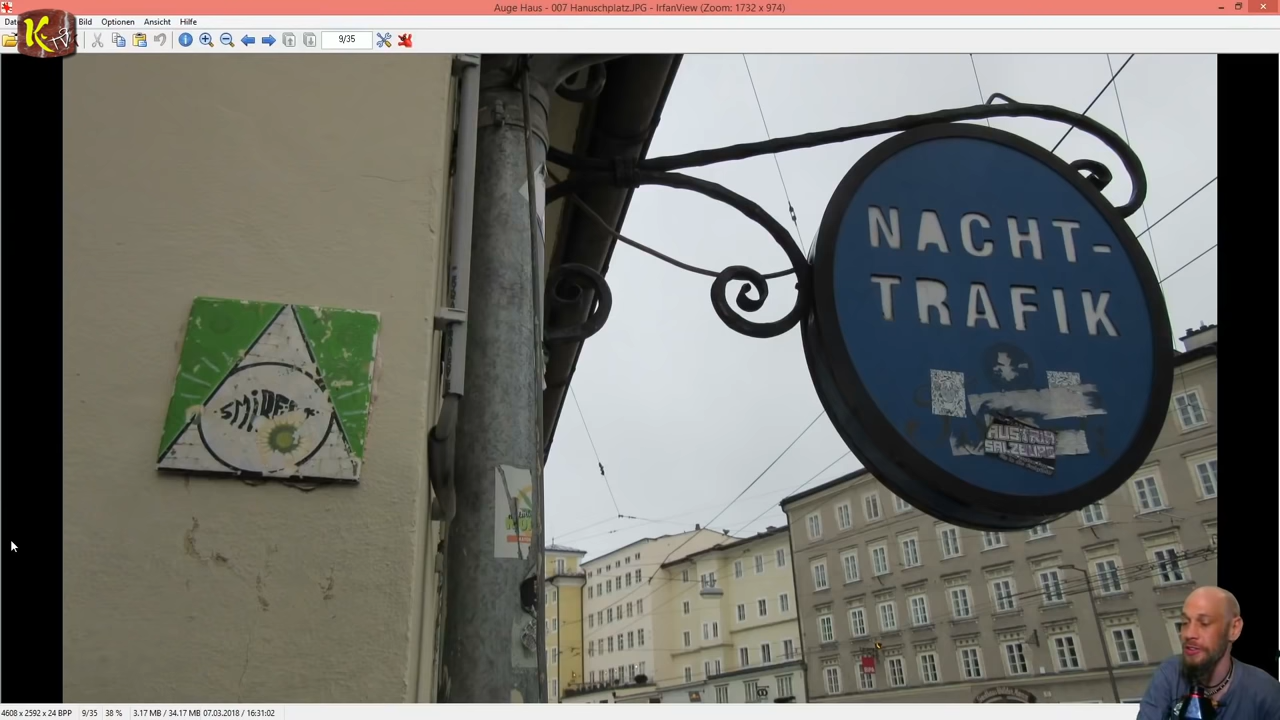 Auge Haus - 007 Hanuschplatz.JPG - IrfanView (Zoom: 1732 x 974)
Bild Optionen Ansicht Hilfe
9/35
NACHT-
TRAFIK
AUSTRIA
SALZBURG
4608 x 2592 x 24 BPP 9/35 38 % 3.17 MB / 34.17 MB 07.03.2018 / 16:31:02